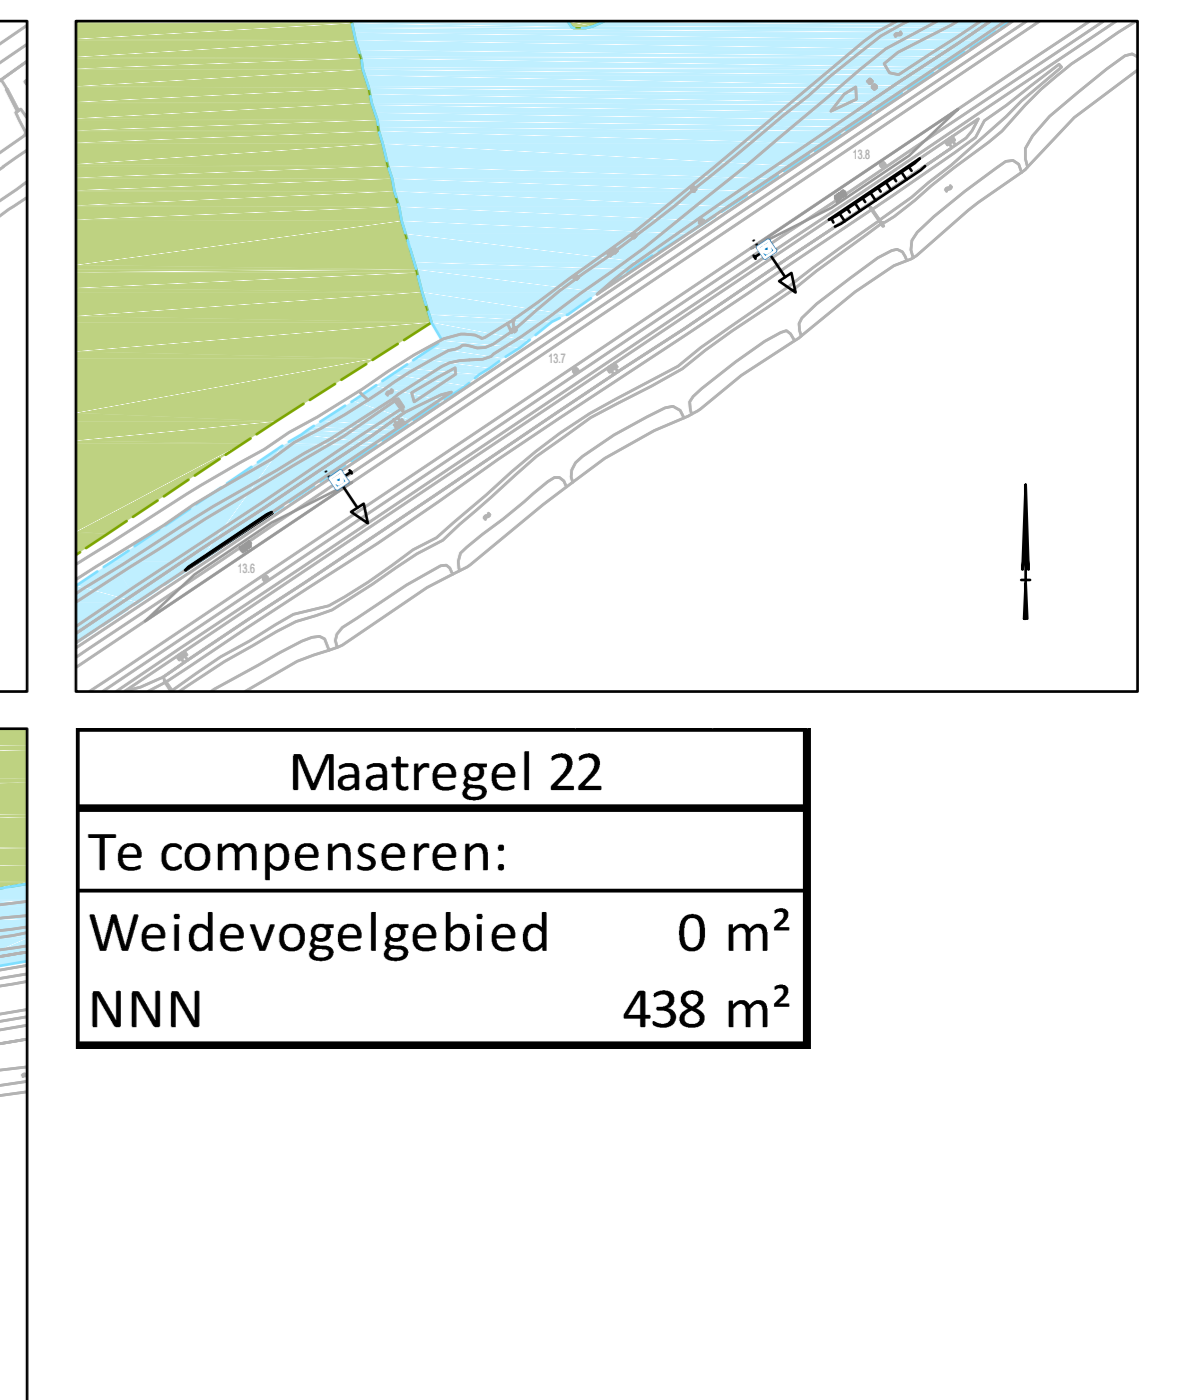 13.8
13.7
13.6
Maatregel 22
Te compenseren:
Weidevogelgebied 0 m²
NNN 438 m²